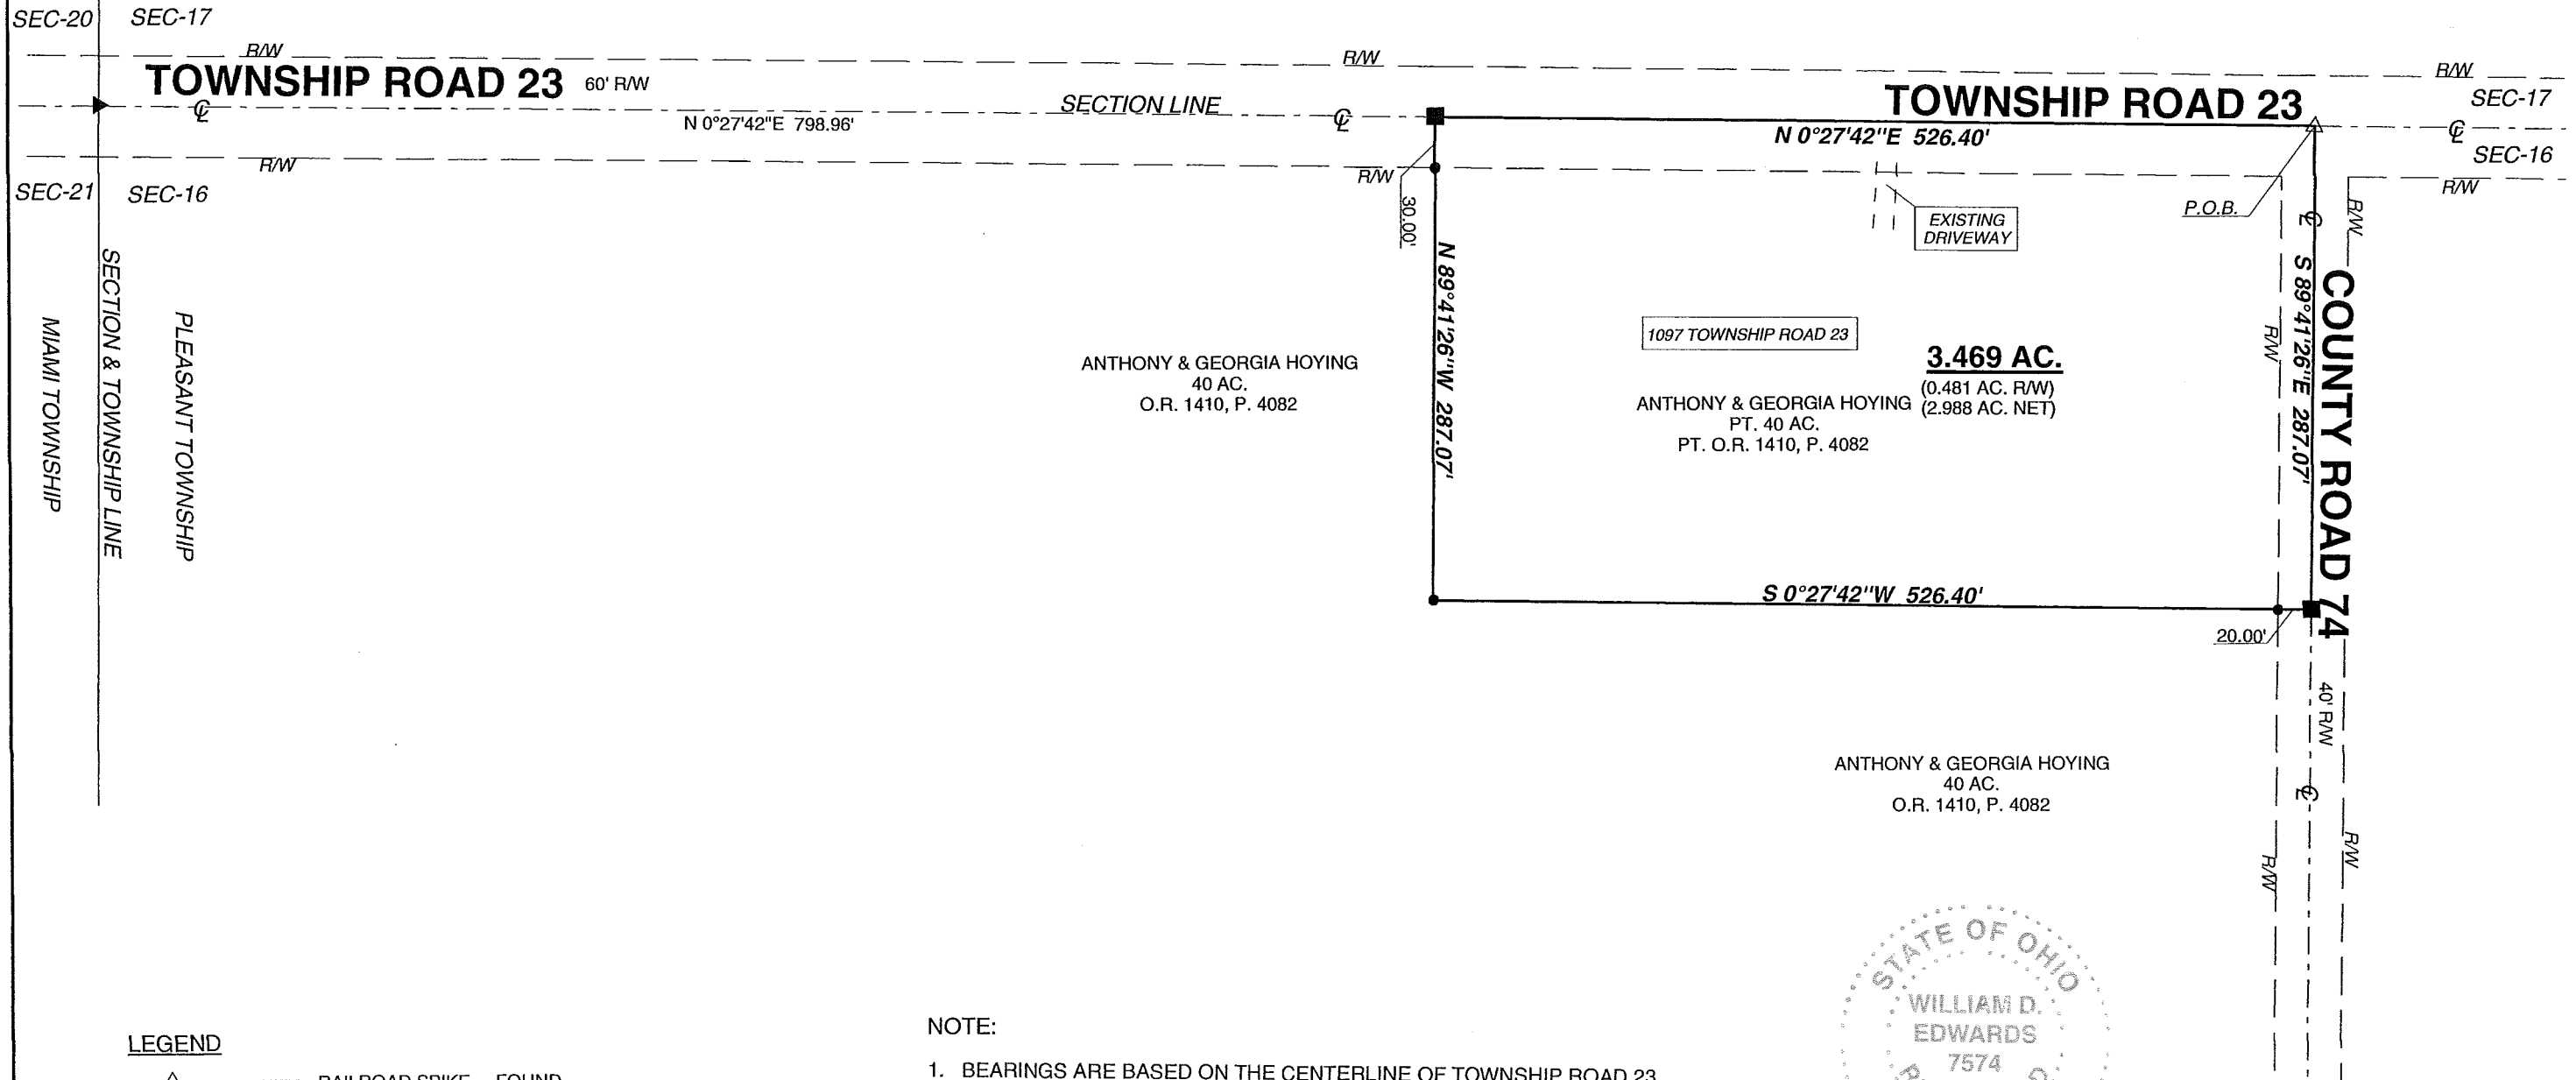 SEC-20 SEC-17
R/W
R/W
R/W
TOWNSHIP ROAD 23 60' R/W
TOWNSHIP ROAD 23
SEC-17
℄
SECTION LINE
℄
℄
N 0°27'42"E 798.96'
N 0°27'42"E 526.40'
SEC-16
R/W
R/W
R/W
SEC-21 SEC-16
30.00'
P.O.B.
EXISTING
DRIVEWAY
℄
R/W
MIAMI TOWNSHIP
SECTION & TOWNSHIP LINE
PLEASANT TOWNSHIP
N 89°41'26"W 287.07'
S 89°41'26"E 287.07'
COUNTY ROAD 74
R/W
1097 TOWNSHIP ROAD 23
3.469 AC.
(0.481 AC. R/W)
(2.988 AC. NET)
ANTHONY & GEORGIA HOYING
40 AC.
O.R. 1410, P. 4082
ANTHONY & GEORGIA HOYING
PT. 40 AC.
PT. O.R. 1410, P. 4082
S 0°27'42"W 526.40'
20.00'
40' R/W
ANTHONY & GEORGIA HOYING
40 AC.
O.R. 1410, P. 4082
℄
R/W
R/W
STATE OF OHIO
WILLIAM D.
EDWARDS
7574
LEGEND
RAILROAD SPIKE FOUND
NOTE:
1. BEARINGS ARE BASED ON THE CENTERLINE OF TOWNSHIP ROAD 23